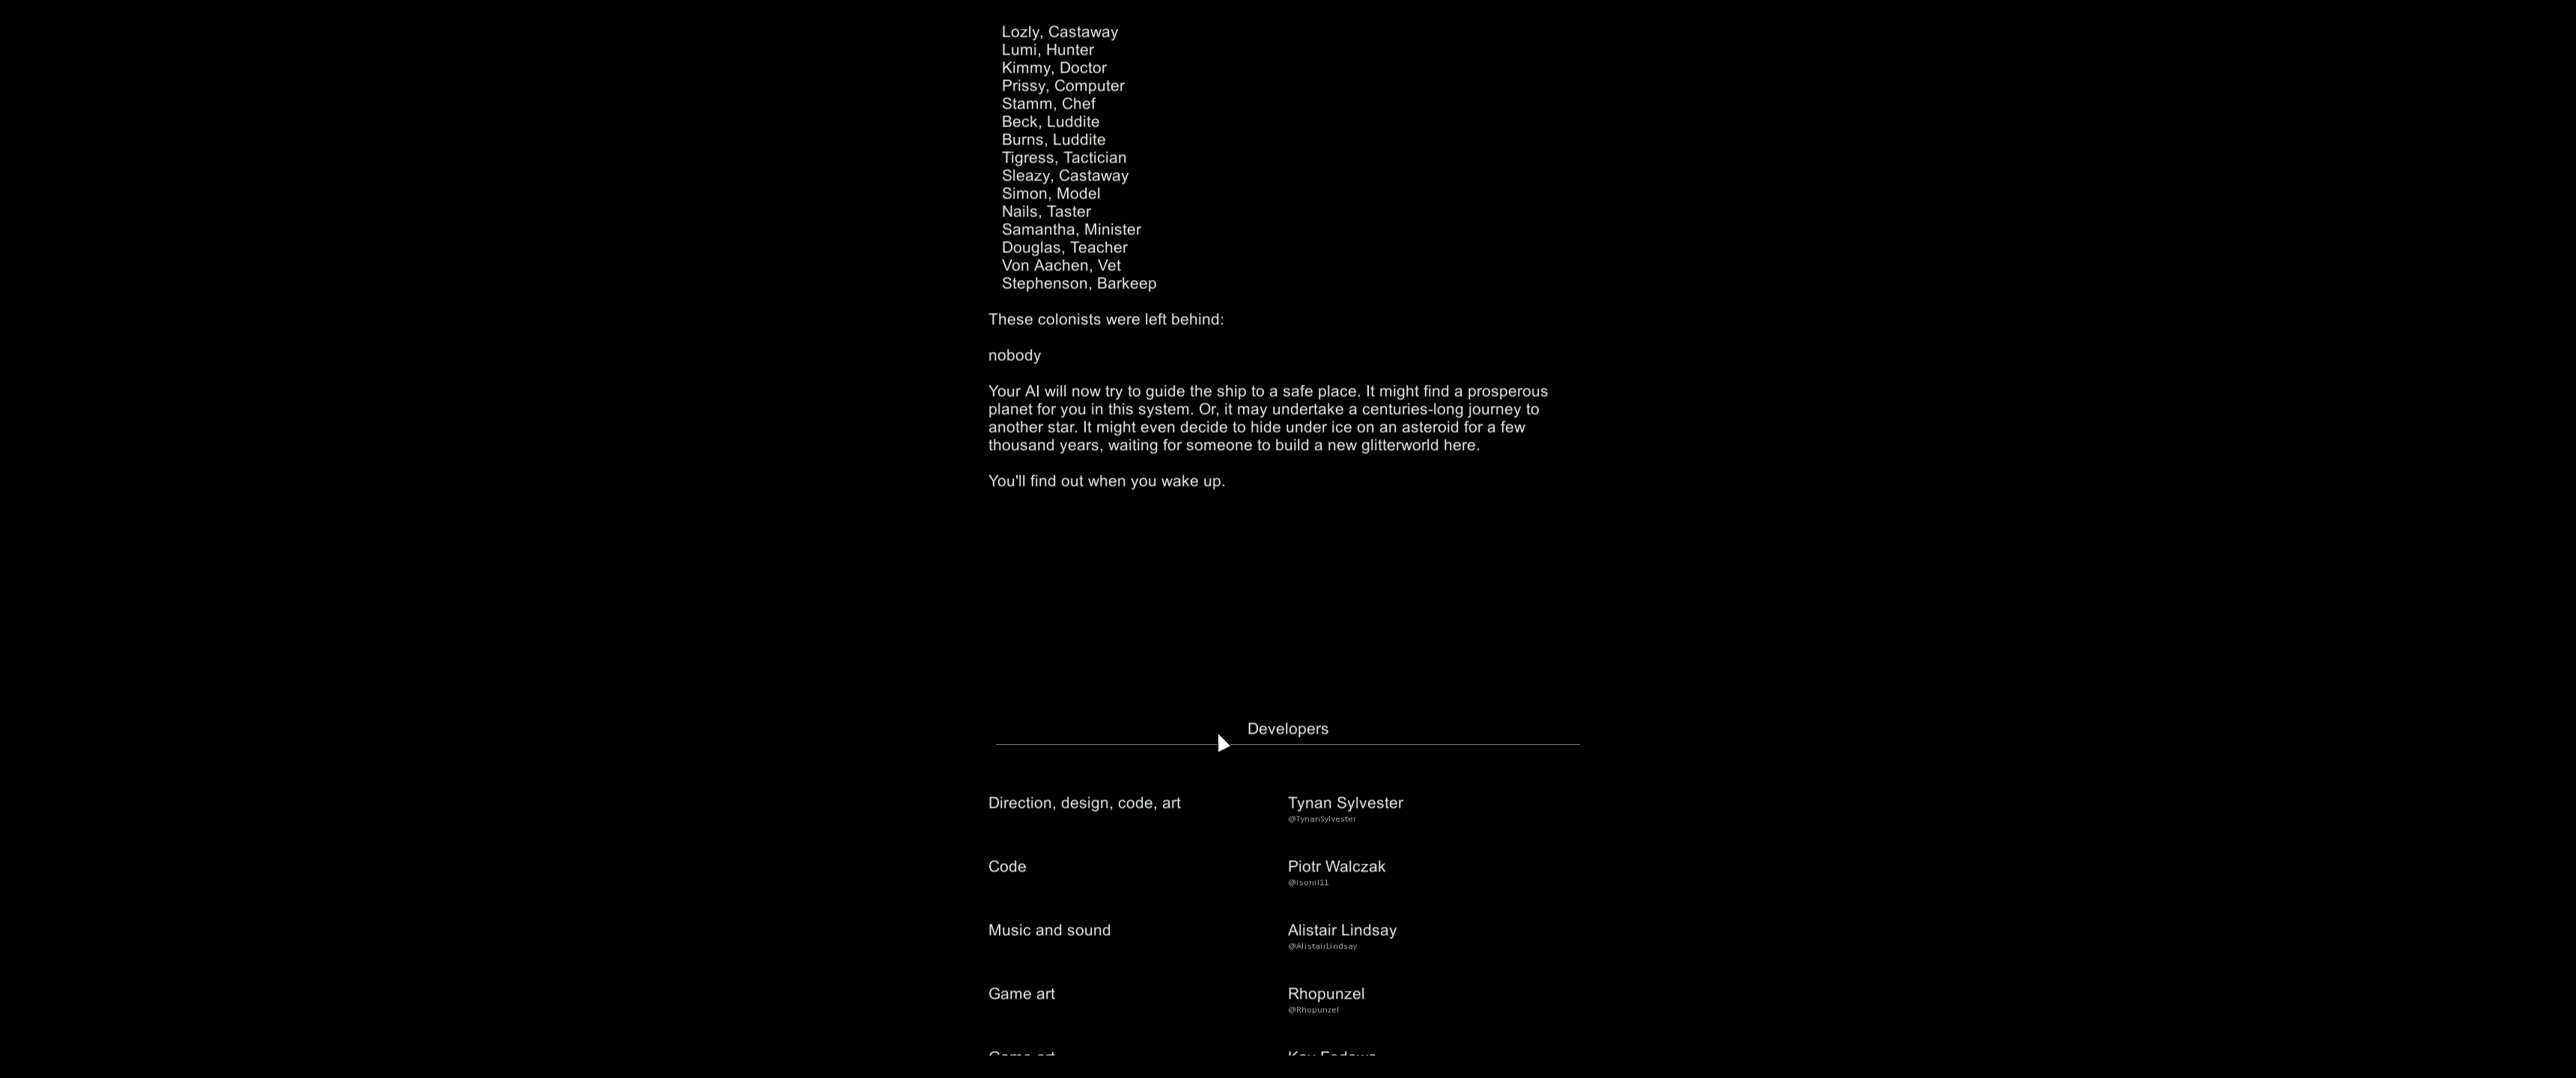 Lozly, Castaway
Lumi, Hunter
Kimmy, Doctor
Prissy, Computer
Stamm, Chef
Beck, Luddite
Burns, Luddite
Tigress, Tactician
Sleazy, Castaway
Simon, Model
Nails, Taster
Samantha, Minister
Douglas, Teacher
Von Aachen, Vet
Stephenson, Barkeep
These colonists were left behind:
nobody
Your AI will now try to guide the ship to a safe place. It might find a prosperous
planet for you in this system. Or, it may undertake a centuries-long journey to
another star. It might even decide to hide under ice on an asteroid for a few
thousand years, waiting for someone to build a new glitterworld here.
You'll find out when you wake up.
Developers
Direction, design, code, art Tynan Sylvester
@TynanSylvester
Code Piotr Walczak
@isonil11
Music and sound Alistair Lindsay
@AlistairLindsay
Game art Rhopunzel
@Rhopunzel
Game art